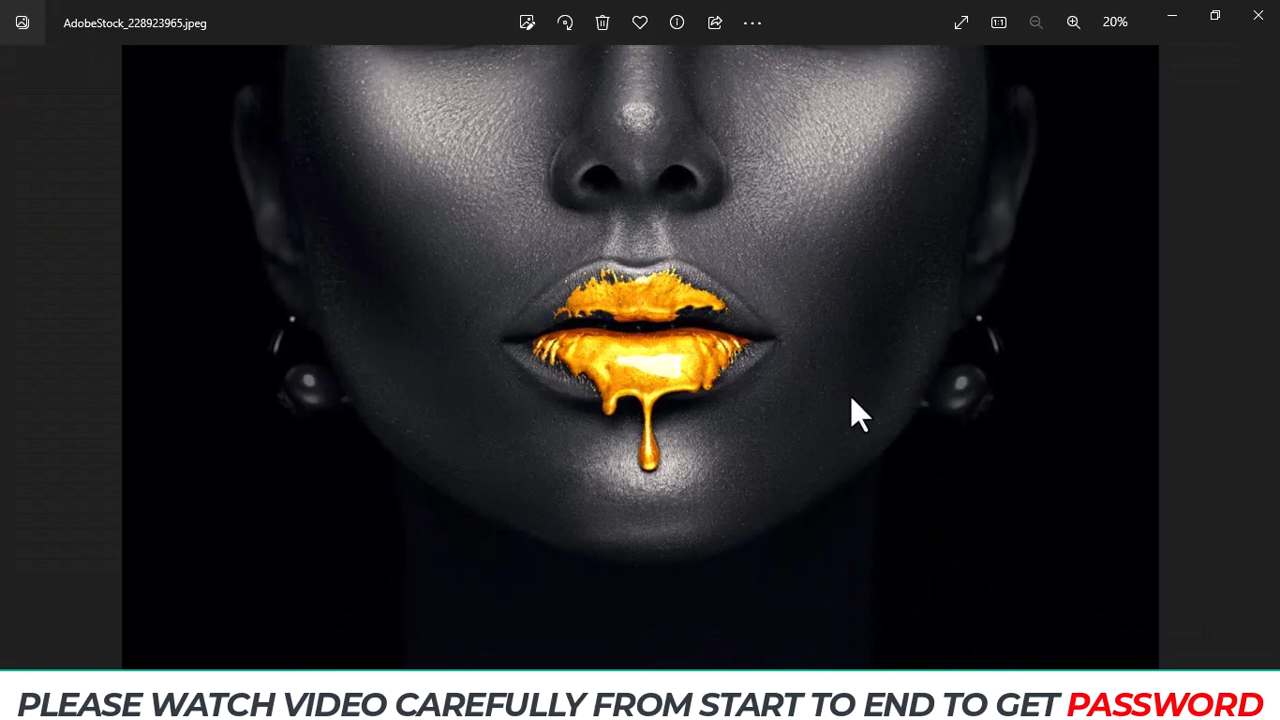 AdobeStock_228923965.jpeg
20%
PLEASE WATCH VIDEO CAREFULLY FROM START TO END TO GET PASSWORD